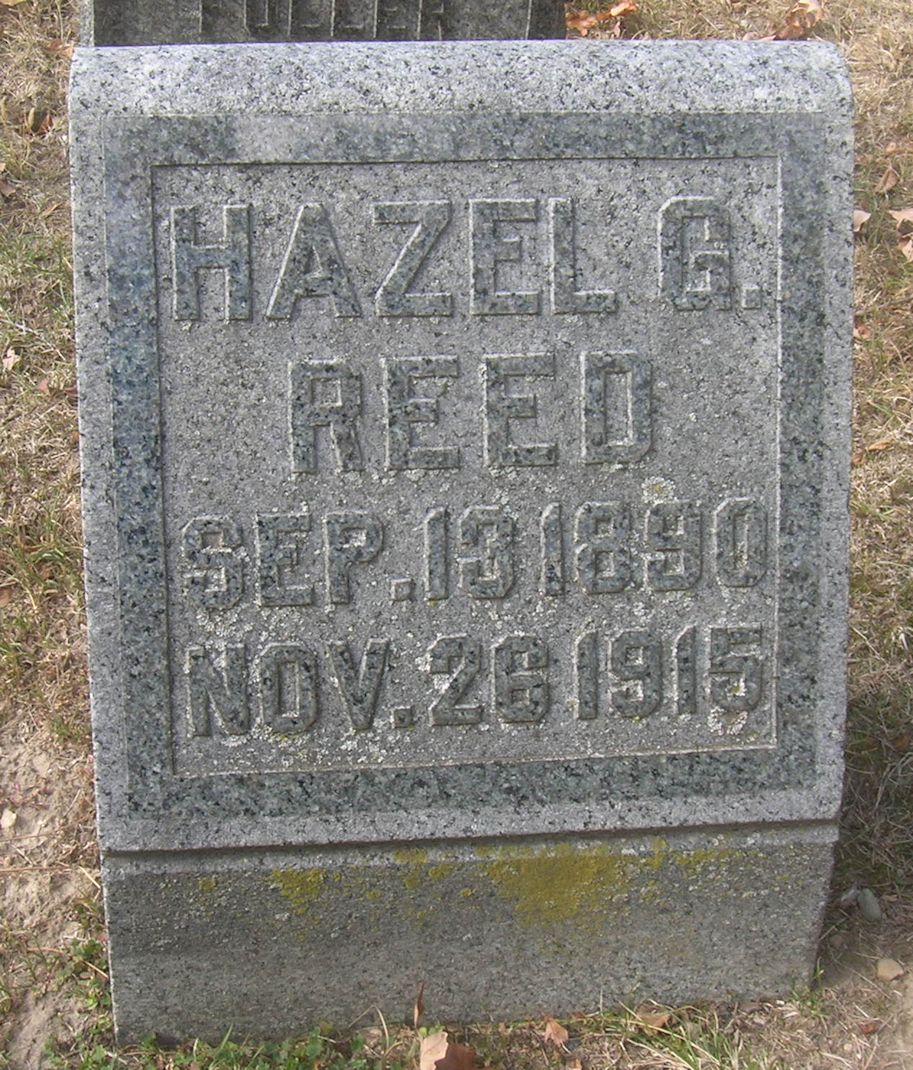 HAZEL G.
REED
SEP. 13 1890
NOV. 26 1915